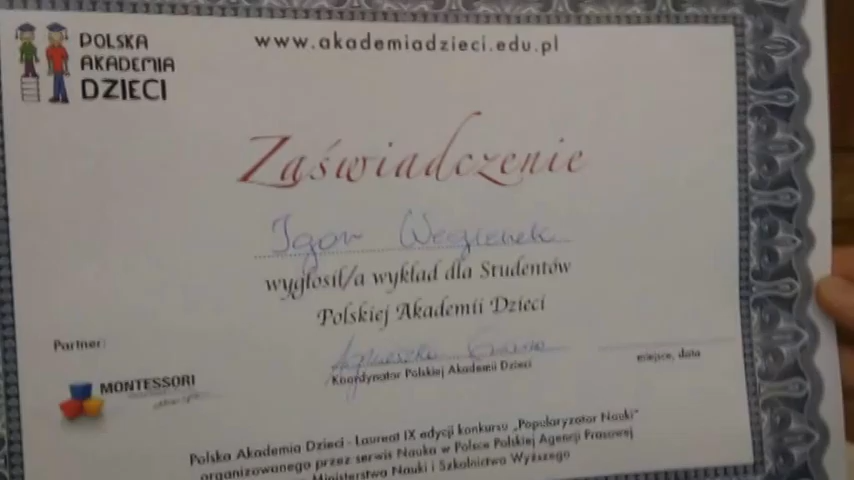 POLSKA
AKADEMIA
DZIECI
www.akademiadzieci.edu.pl
Zaświadczenie
Igor
wygłosił/a wykład dla Studentów
Polskiej Akademii Dzieci
Partner:
MONTESSORI
Agnieszka
Koordynator Polskiej Akademii Dzieci
miejsce, data
Polska Akademia Dzieci - Laureat IX edycji konkursu „Popularyzator Nauki"
organizowanego przez serwis Nauka w Polsce Polskiej Agencji Prasowej
Ministerstwa Nauki i Szkolnictwa Wyższego